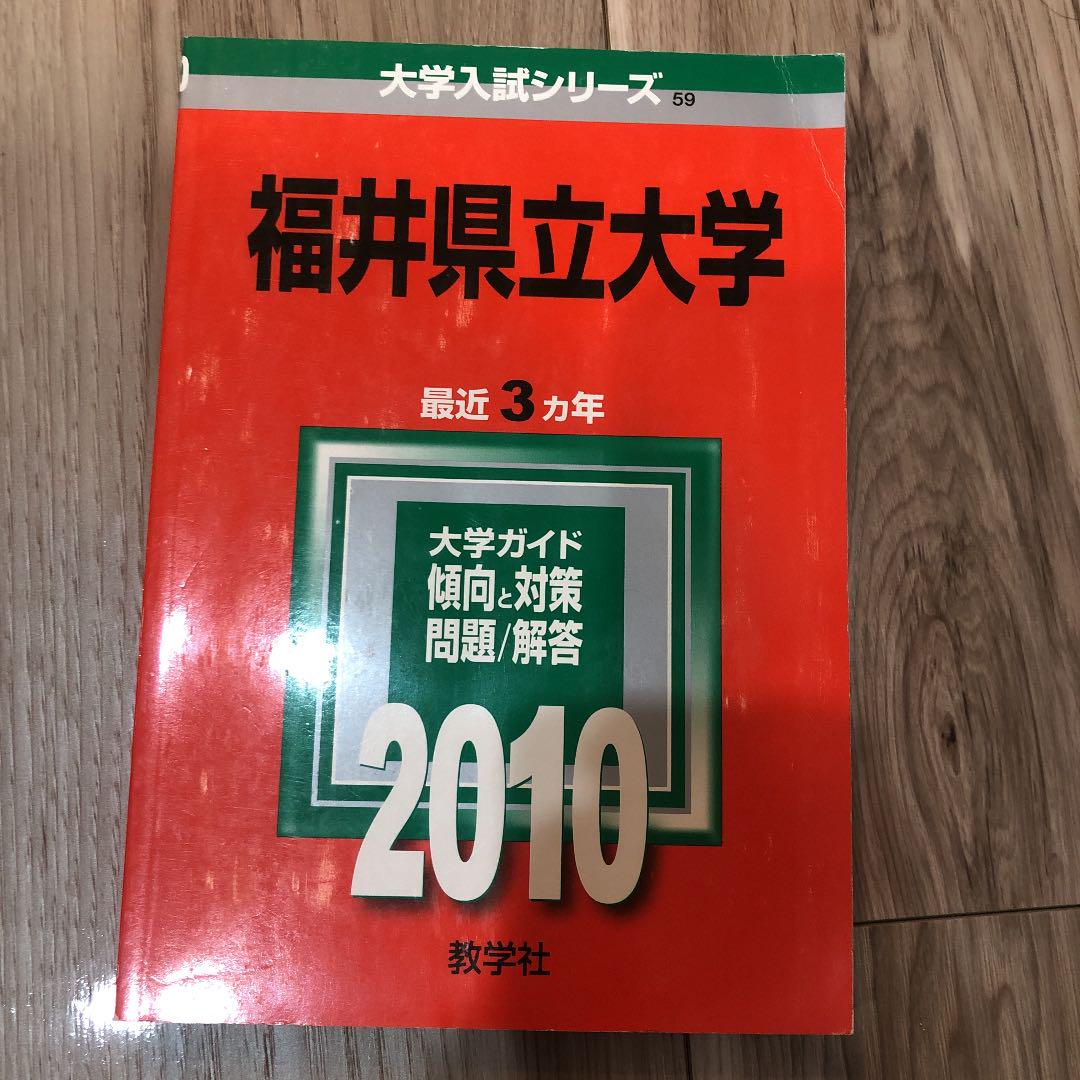 大学入試シリーズ 59
福井県立大学
最近3ヵ年
大学ガイド
傾向と対策
問題/解答
2010
教学社